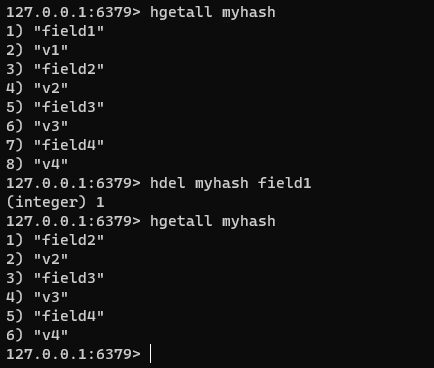 127.0.0.1:6379> hgetall myhash
1) "field1"
2) "v1"
3) "field2"
4) "v2"
5) "field3"
6) "v3"
7) "field4"
8) "v4"
127.0.0.1:6379> hdel myhash field1
(integer) 1
127.0.0.1:6379> hgetall myhash
1) "field2"
2) "v2"
3) "field3"
4) "v3"
5) "field4"
6) "v4"
127.0.0.1:6379>